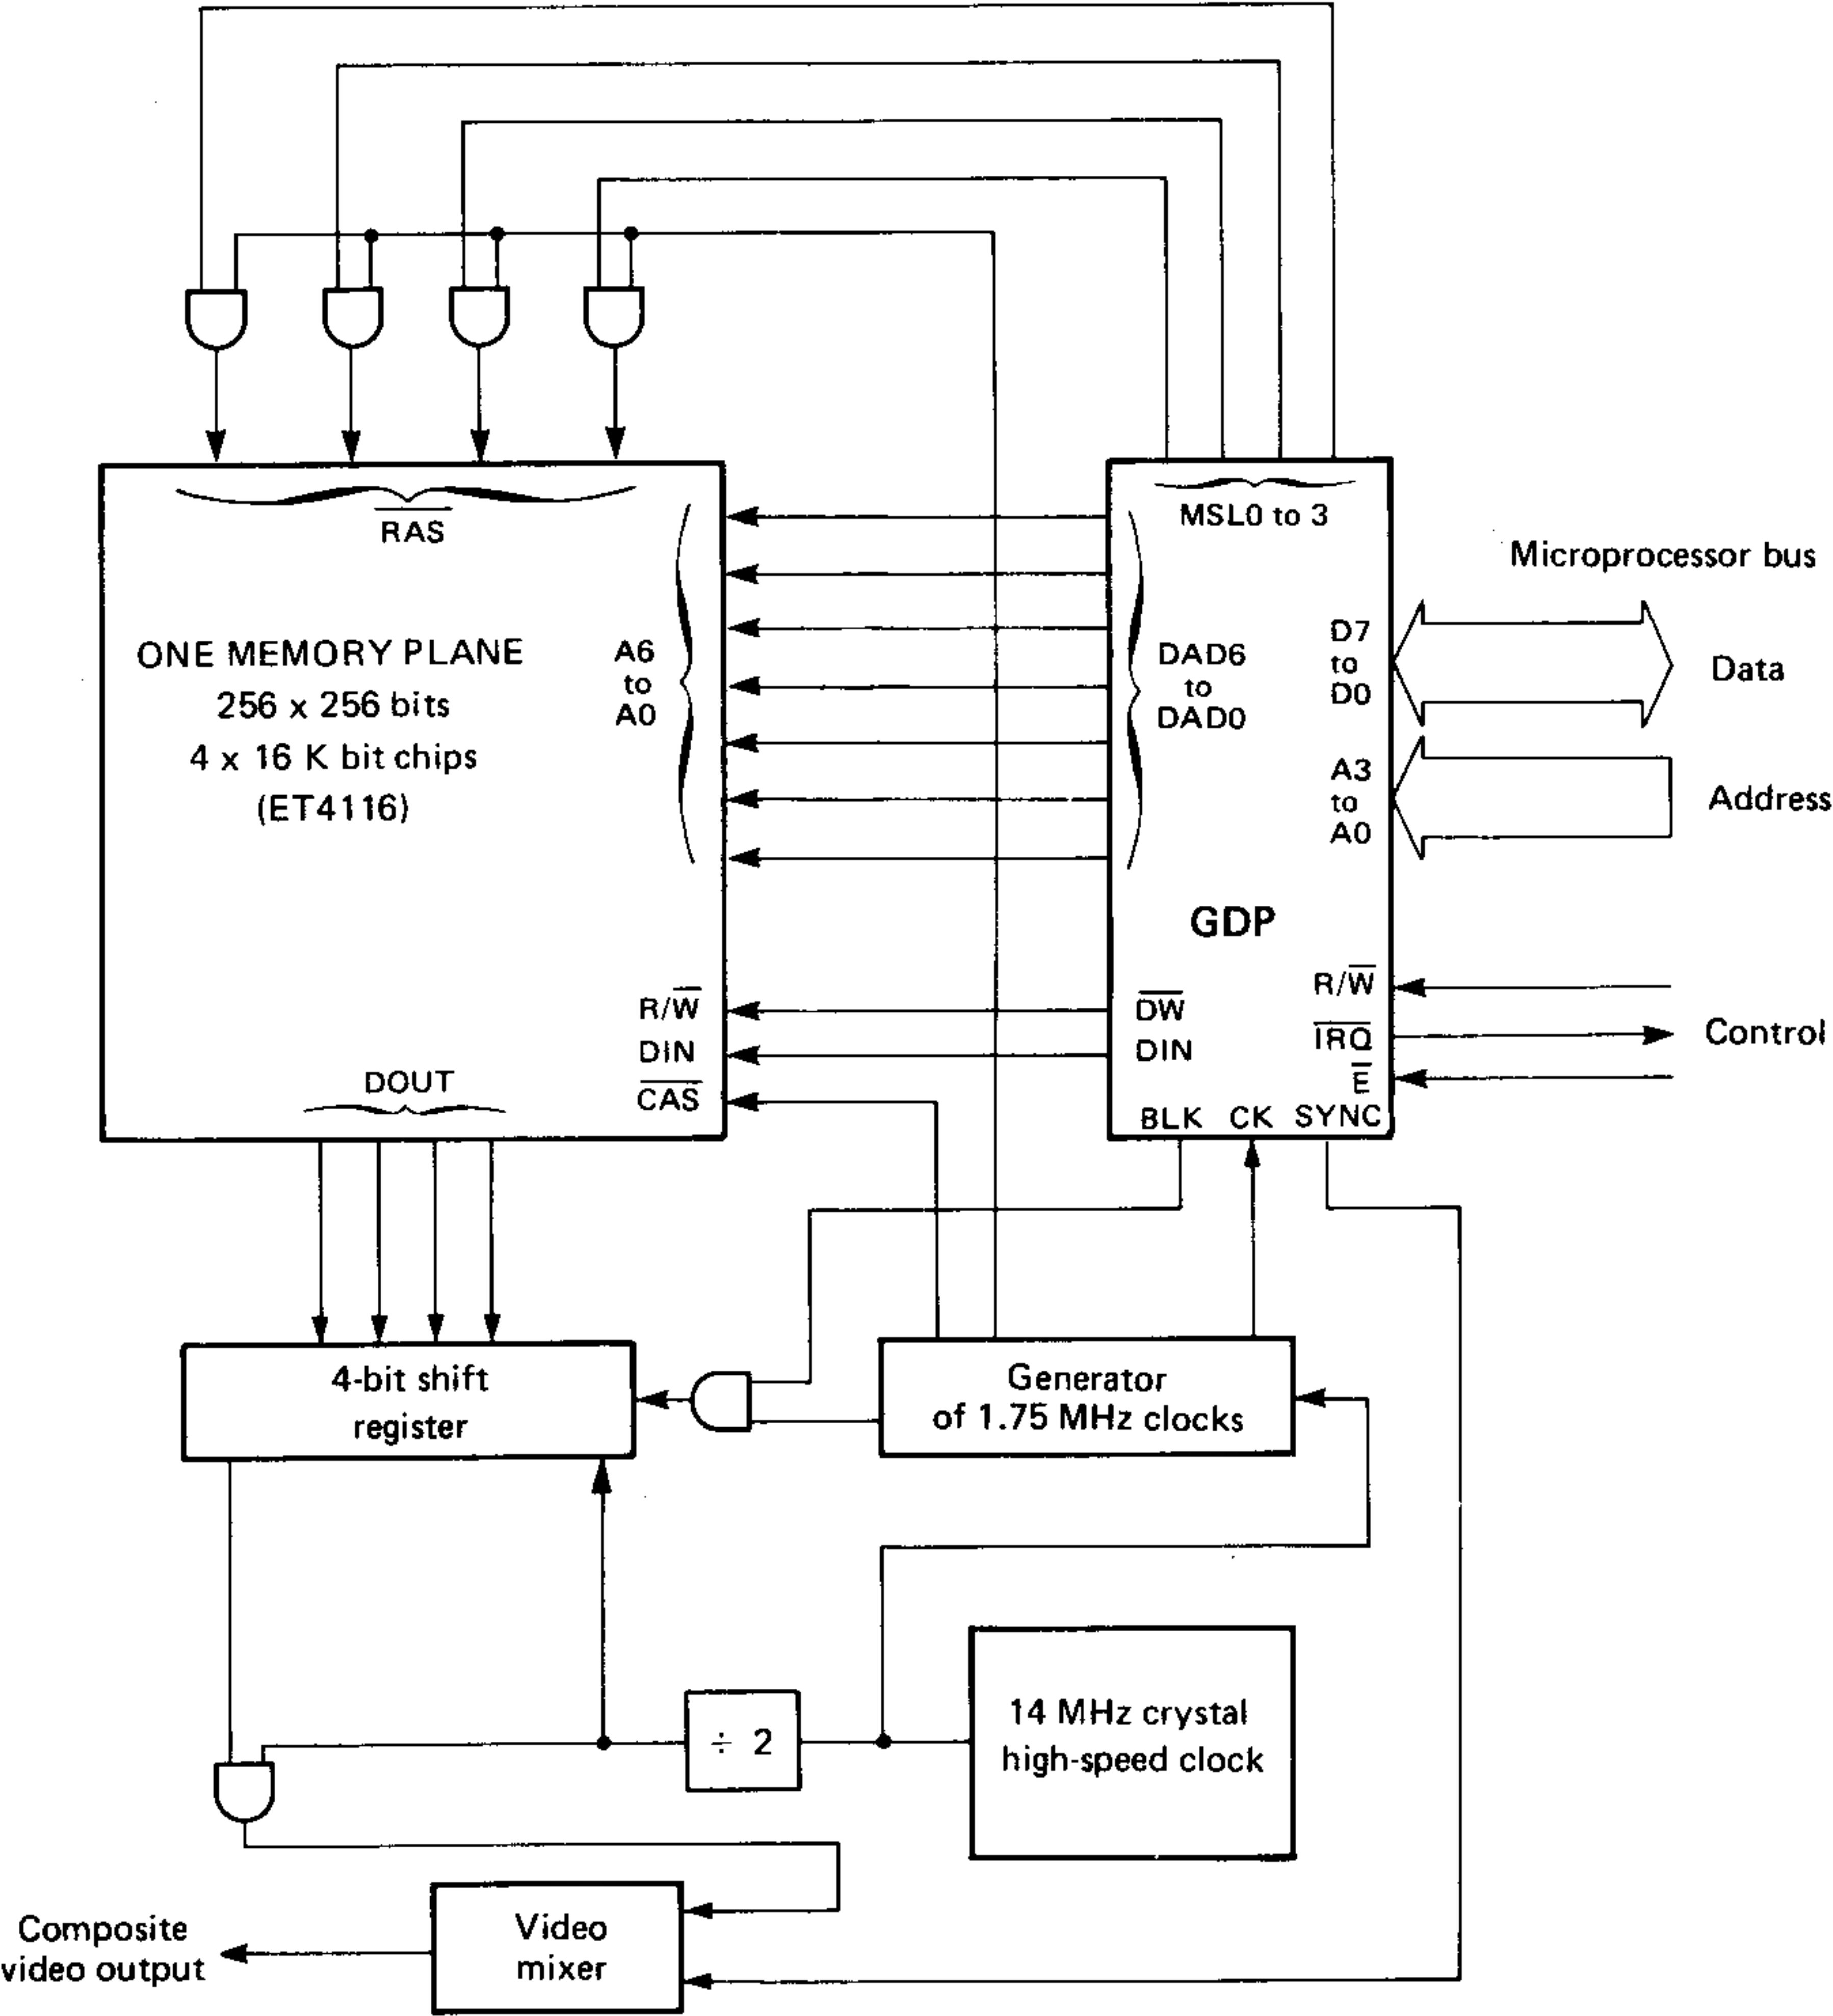 RAS
MSL0 to 3
Microprocessor bus
ONE MEMORY PLANE
256 x 256 bits
4 x 16 K bit chips
(ET4116)
A6
to
A0
DAD6
to
DAD0
D7
to
D0
Data
A3
to
A0
Address
GDP
R/W
DIN
CAS
DW
DIN
R/W
IRQ
E
Control
DOUT
BLK CK SYNC
4-bit shift
register
Generator
of 1.75 MHz clocks
÷ 2
14 MHz crystal
high-speed clock
Video
mixer
Composite
video output